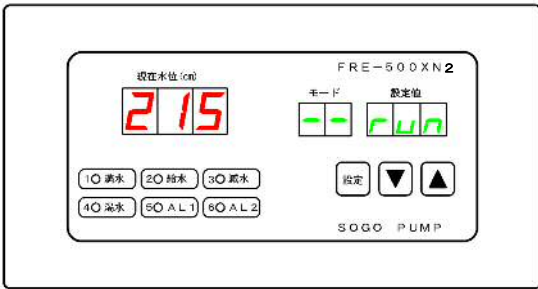 FRE-500XN2
現在水位(cm)
モード 設定値
215
-- run
1○ 満水 2○ 給水 3○ 減水
設定 ▼ ▲
4○ 渇水 5○ AL1 6○ AL2
SOGO PUMP